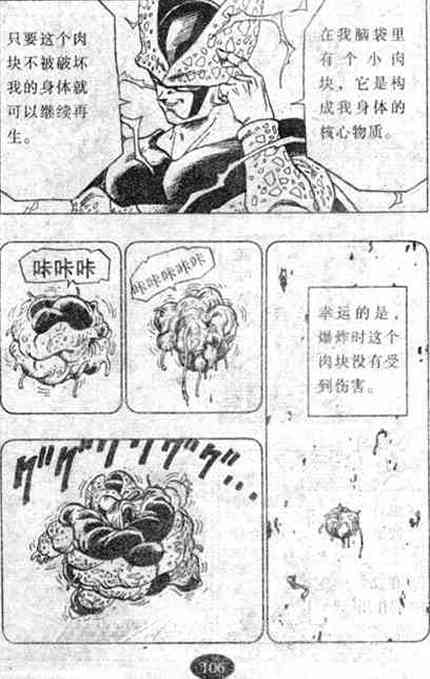 在我脑袋里
有个小肉
块，它是构
成我身体的
核心物质。
只要这个肉
块不被破坏
我的身体就
可以继续再
生。
幸运的是，
爆炸时这个
肉块没有受
到伤害。
咔咔咔咔咔
咔咔咔
グググググ゙...
106